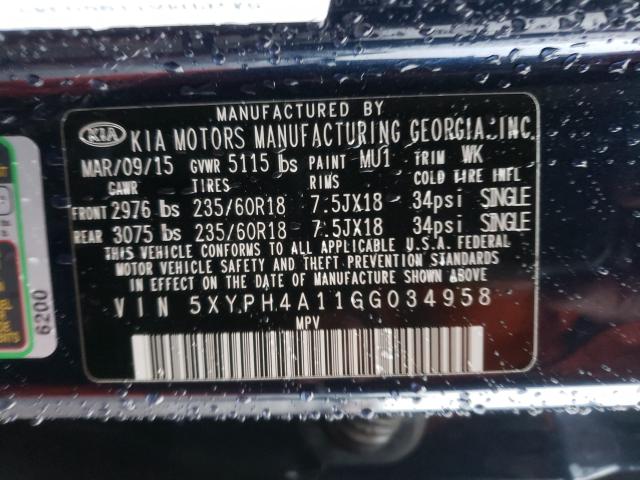 MANUFACTURED BY
KIA KIA MOTORS MANUFACTURING GEORGIA, INC.
MAR/09/15 GVWR 5115 lbs PAINT MU1 TRIM WK
GAWR TIRES RIMS COLD TIRE INFL
FRONT 2976 lbs 235/60R18 7.5JX18 34psi SINGLE
REAR 3075 lbs 235/60R18 7.5JX18 34psi SINGLE
THIS VEHICLE CONFORMS TO ALL APPLICABLE U.S.A. FEDERAL
MOTOR VEHICLE SAFETY AND THEFT PREVENTION STANDARDS
IN EFFECT ON THE DATE OF MANUFACTURE SHOWN ABOVE.
VIN 5XYPH4A11GG034958
MPV
6200